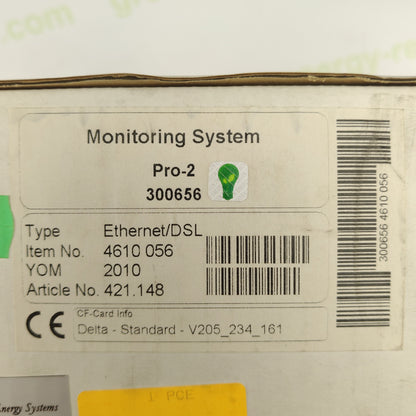 Monitoring System
Pro-2
300656
Type Ethernet/DSL
Item No. 4610 056
YOM 2010
Article No. 421.148
CF-Card Info
Delta - Standard - V205_234_161
300656 4610 056
1 PCE
Energy Systems